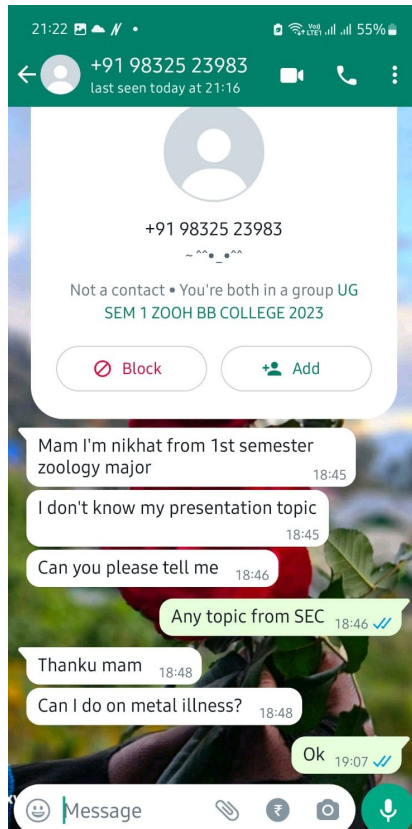 21:22
55%
+91 98325 23983
last seen today at 21:16
+91 98325 23983
~ ^^•_•^^
Not a contact • You're both in a group UG
SEM 1 ZOOH BB COLLEGE 2023
Block
Add
Mam I'm nikhat from 1st semester
zoology major
18:45
I don't know my presentation topic
18:45
Can you please tell me 18:46
Any topic from SEC 18:46
Thanku mam 18:48
Can I do on metal illness? 18:48
Ok 19:07
Message